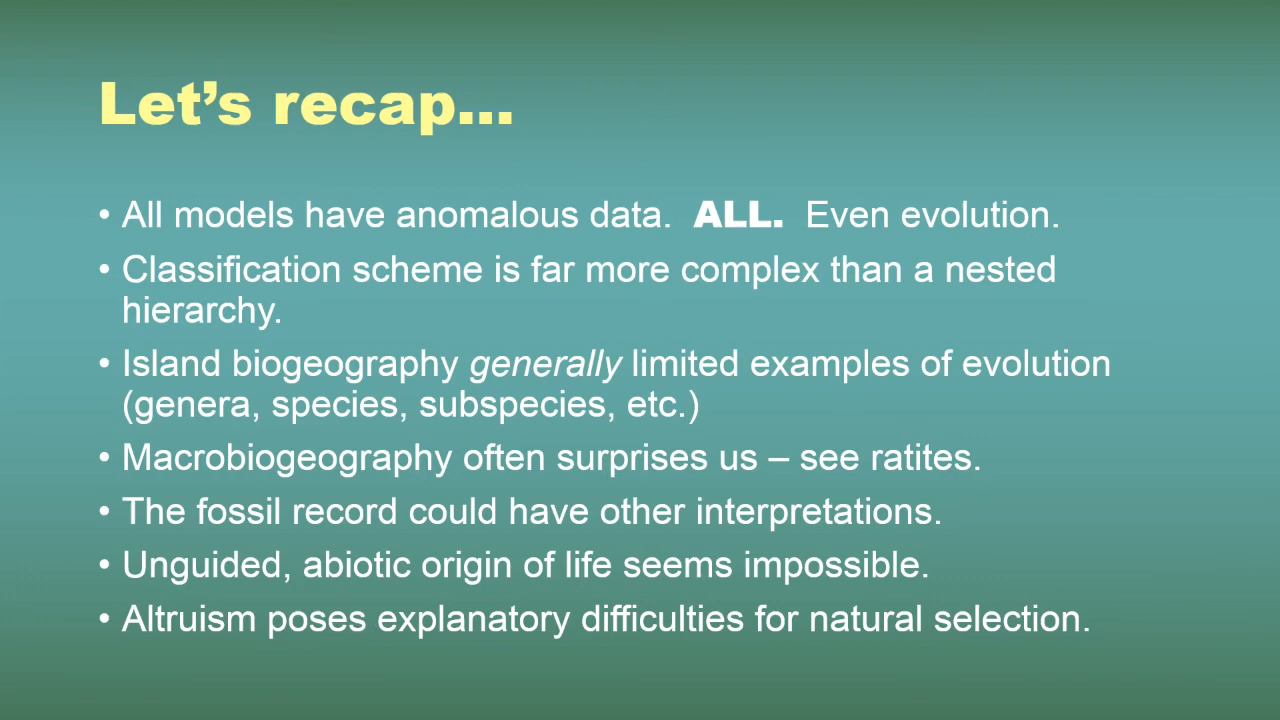 Let’s recap…
• All models have anomalous data.  ALL.  Even evolution.
• Classification scheme is far more complex than a nested
hierarchy.
• Island biogeography generally limited examples of evolution
(genera, species, subspecies, etc.)
• Macrobiogeography often surprises us – see ratites.
• The fossil record could have other interpretations.
• Unguided, abiotic origin of life seems impossible.
• Altruism poses explanatory difficulties for natural selection.